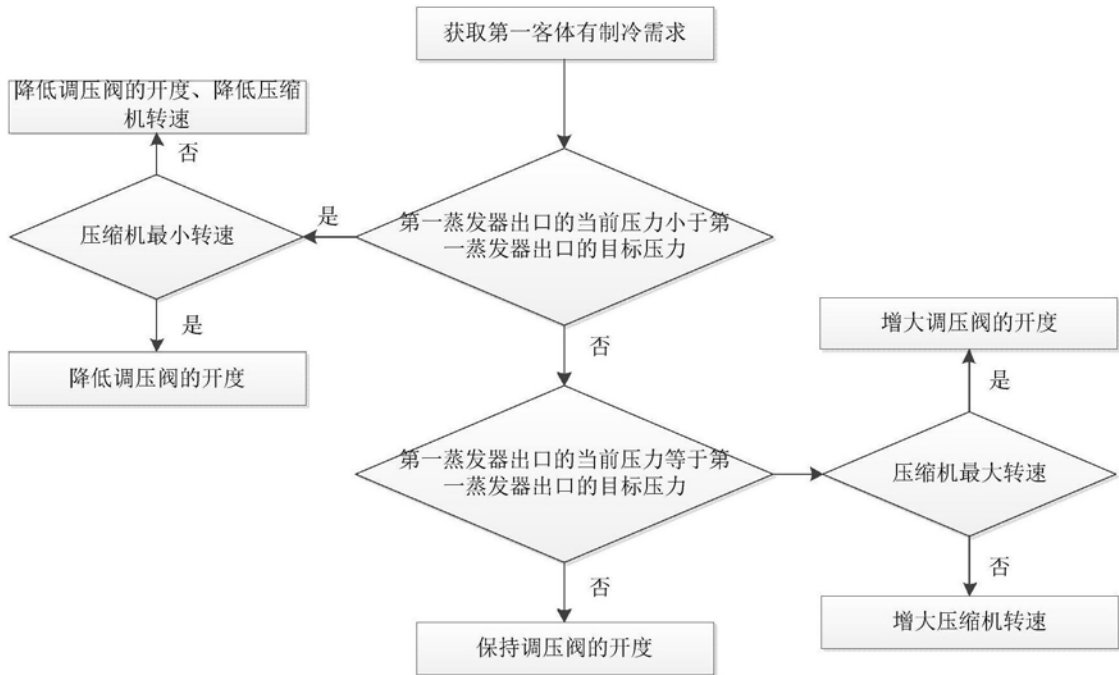 获取第一客体有制冷需求
降低调压阀的开度、降低压缩
机转速
否
压缩机最小转速
是
第一蒸发器出口的当前压力小于第
一蒸发器出口的目标压力
是
降低调压阀的开度
否
增大调压阀的开度
是
第一蒸发器出口的当前压力等于第
一蒸发器出口的目标压力
压缩机最大转速
否
否
保持调压阀的开度
增大压缩机转速